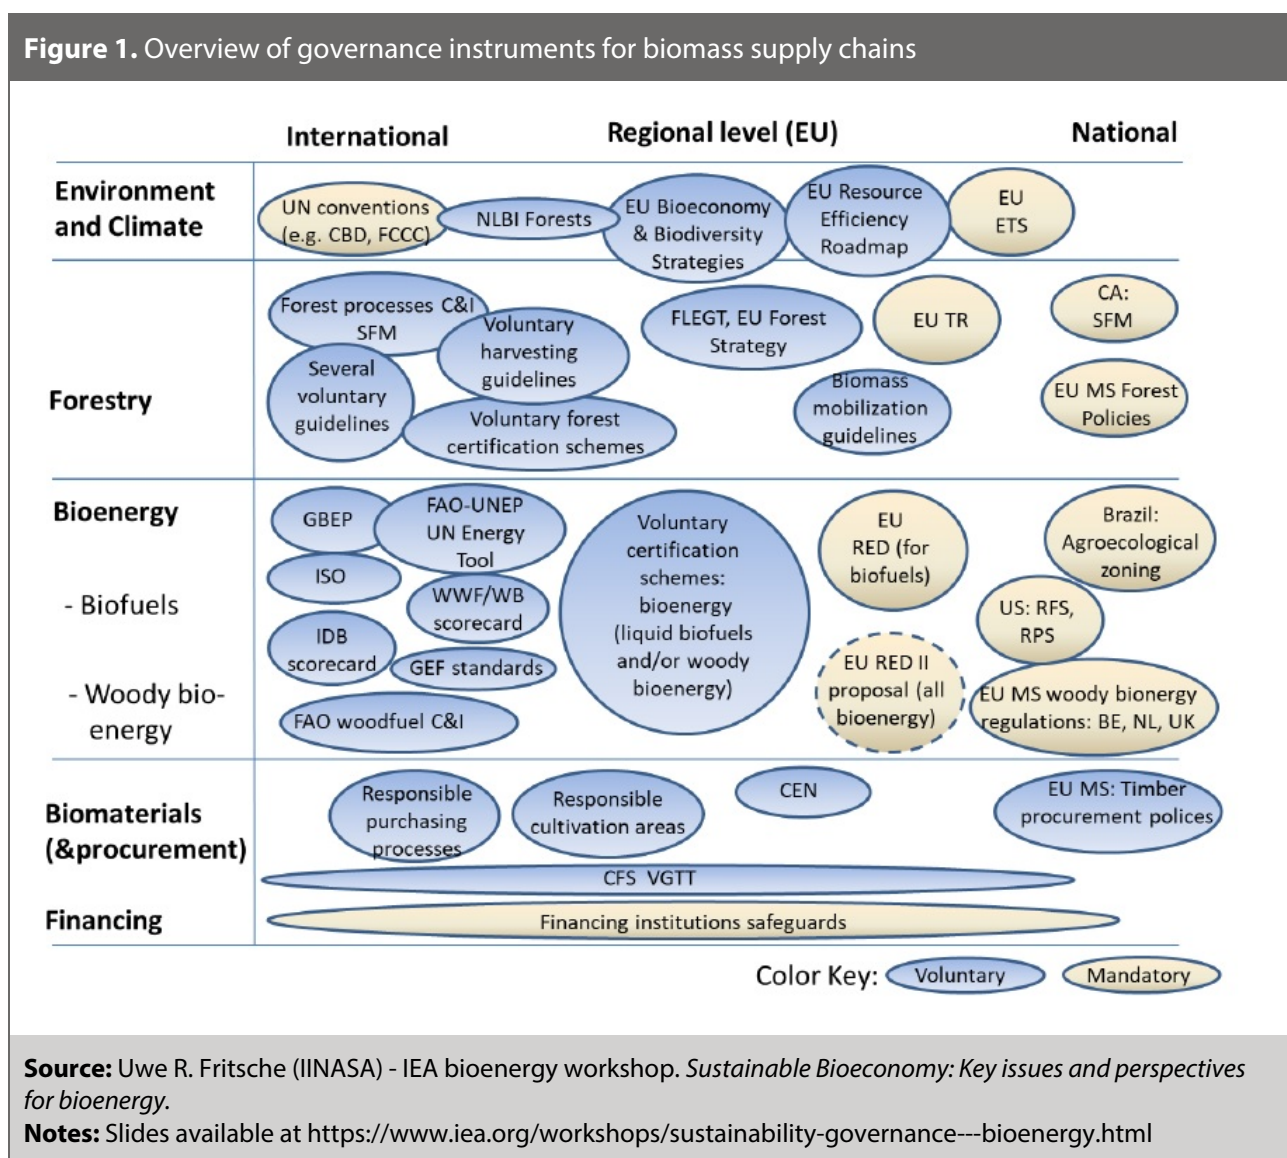 Figure 1. Overview of governance instruments for biomass supply chains
International
Regional level (EU)
National
Environment
and Climate
UN conventions
(e.g. CBD, FCCC)
NLBI Forests
EU Bioeconomy
& Biodiversity
Strategies
EU Resource
Efficiency
Roadmap
EU
ETS
Forestry
Forest processes C&I
SFM
Voluntary
harvesting
guidelines
Several
voluntary
guidelines
Voluntary forest
certification schemes
FLEGT, EU Forest
Strategy
EU TR
Biomass
mobilization
guidelines
CA:
SFM
EU MS Forest
Policies
Bioenergy
- Biofuels
- Woody bio-
energy
GBEP
FAO-UNEP
UN Energy
Tool
ISO
WWF/WB
scorecard
IDB
scorecard
GEF standards
FAO woodfuel C&I
Voluntary
certification
schemes:
bioenergy
(liquid biofuels
and/or woody
bioenergy)
EU
RED (for
biofuels)
EU RED II
proposal (all
bioenergy)
Brazil:
Agroecological
zoning
US: RFS,
RPS
EU MS woody bionergy
regulations: BE, NL, UK
Biomaterials
(&procurement)
Responsible
purchasing
processes
Responsible
cultivation areas
CEN
EU MS: Timber
procurement polices
CFS VGTT
Financing
Financing institutions safeguards
Color Key:
Voluntary
Mandatory
Source: Uwe R. Fritsche (IINASA) - IEA bioenergy workshop. Sustainable Bioeconomy: Key issues and perspectives
for bioenergy.
Notes: Slides available at https://www.iea.org/workshops/sustainability-governance---bioenergy.html